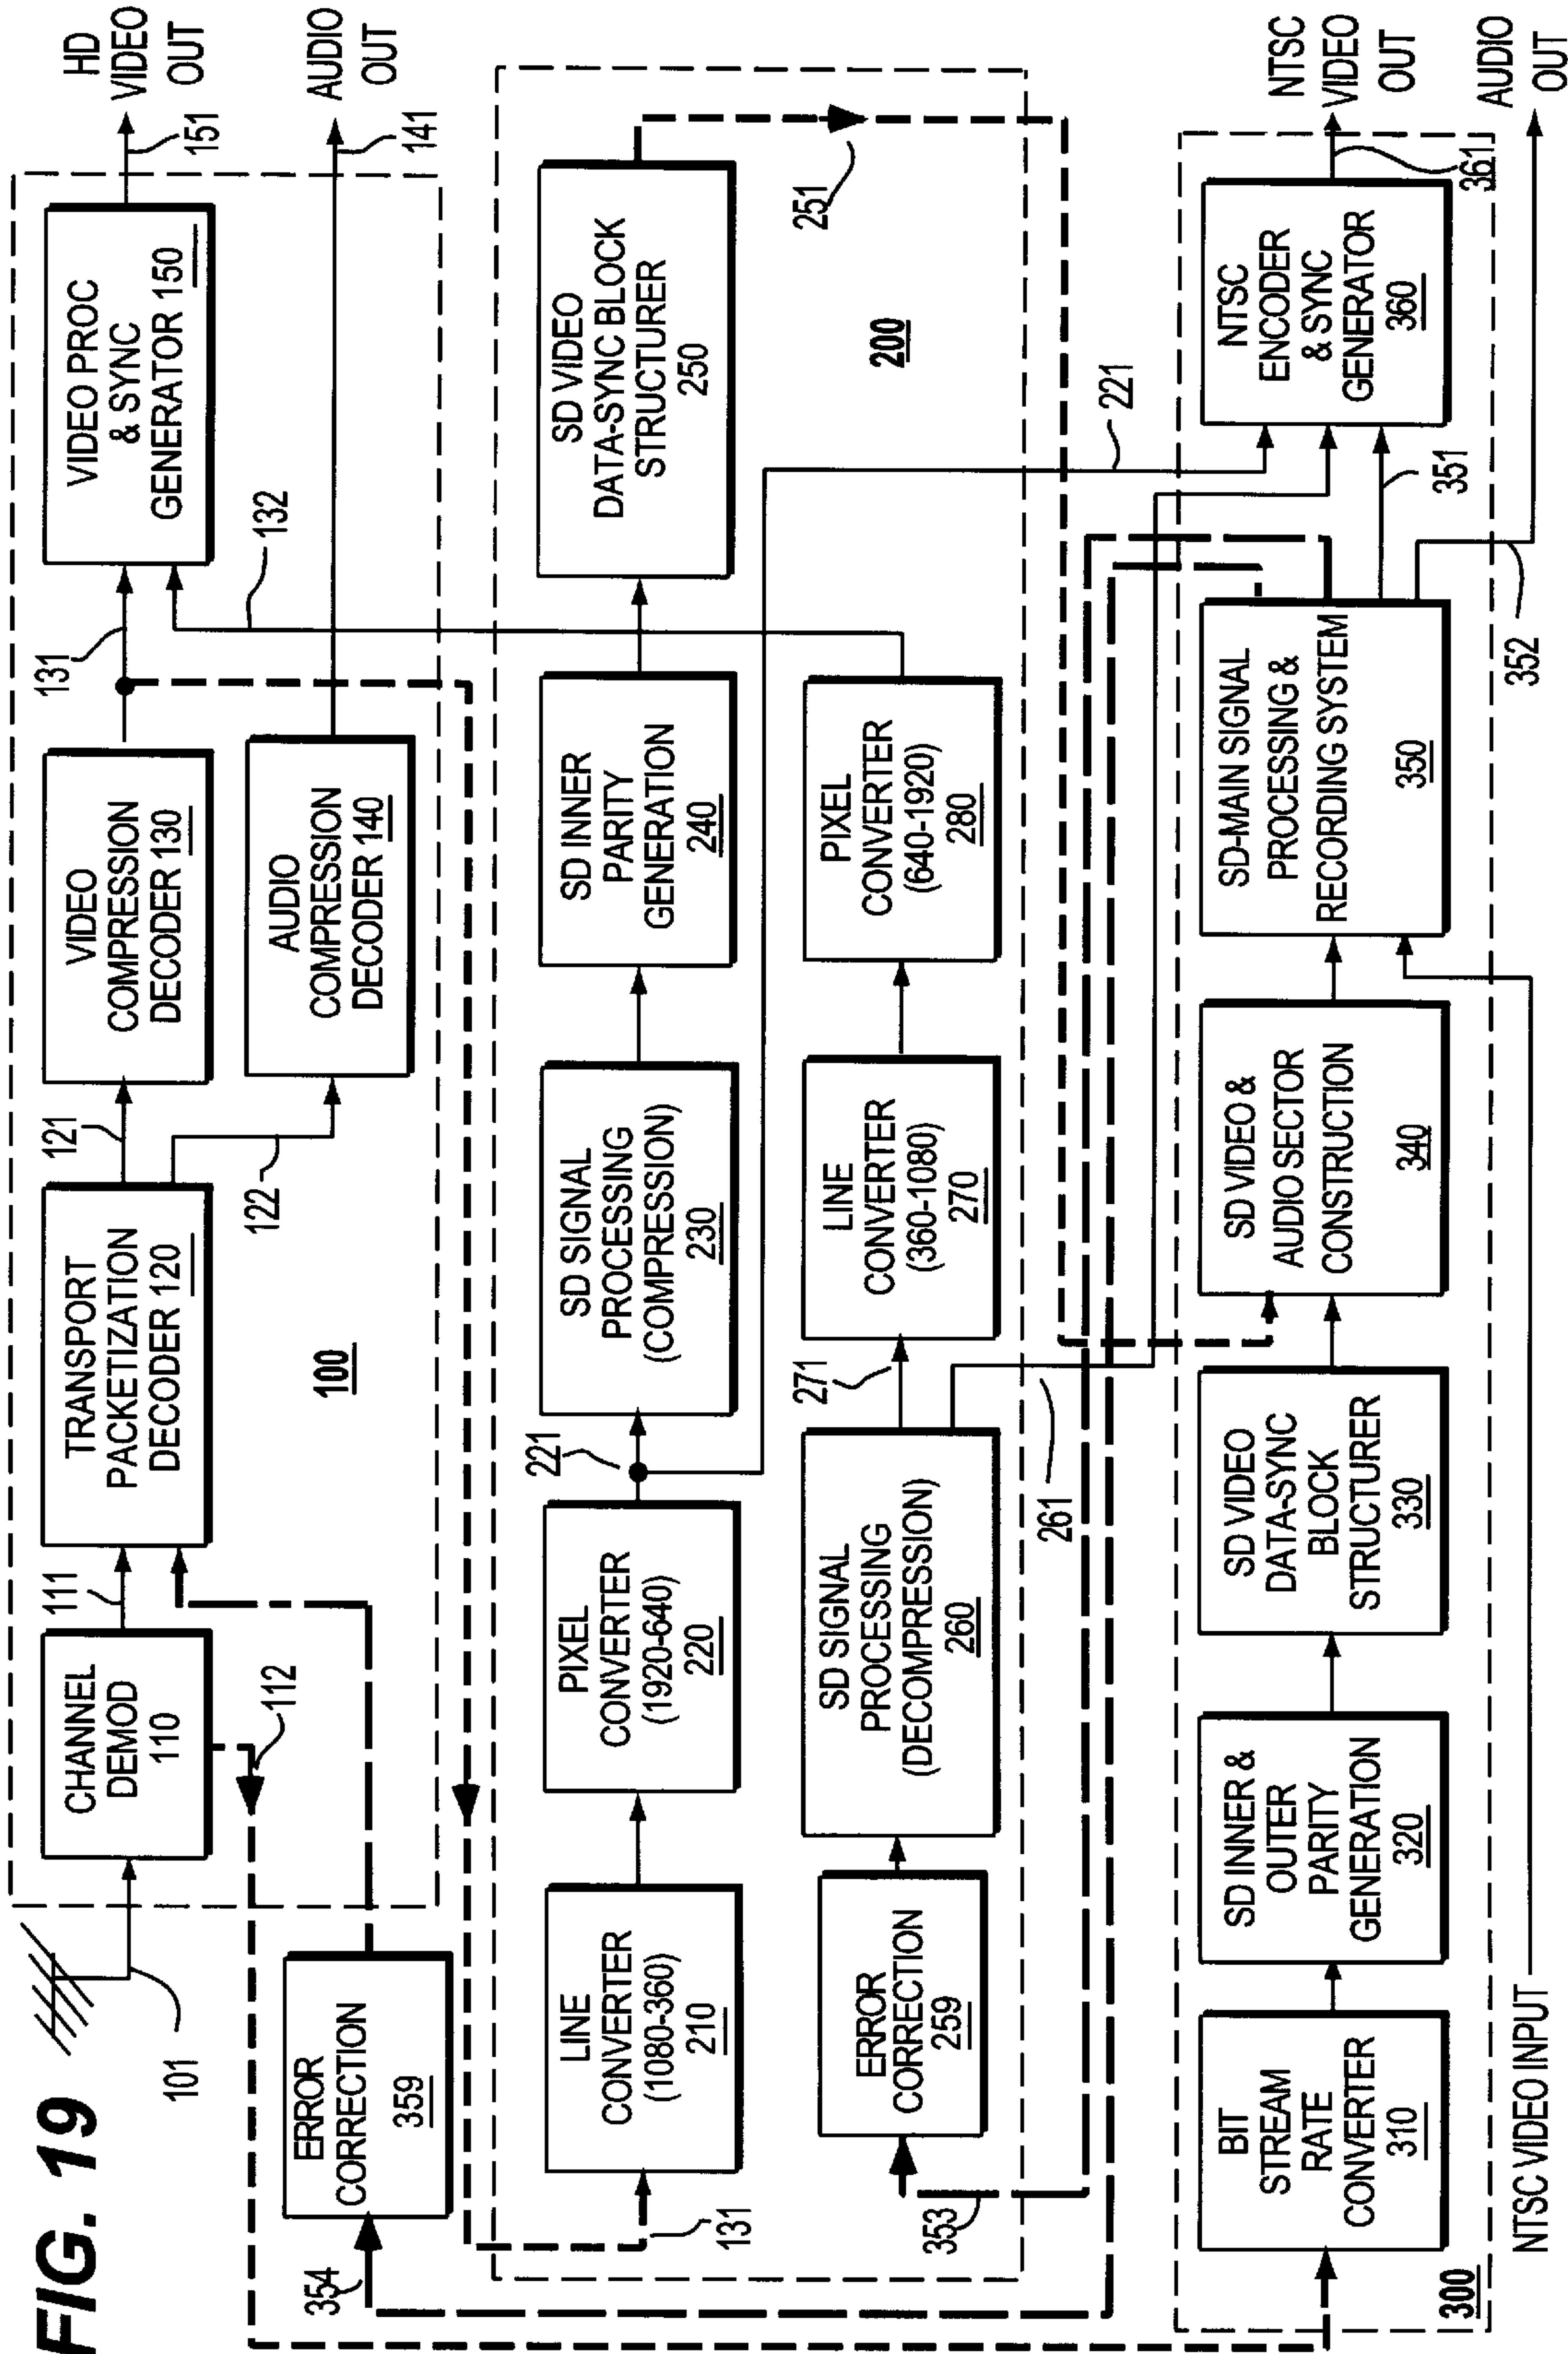 FIG. 19
101
CHANNEL
DEMOD
110
111
112
TRANSPORT
PACKETIZATION
DECODER 120
121
122
VIDEO
COMPRESSION
DECODER 130
131
132
AUDIO
COMPRESSION
DECODER 140
VIDEO PROC
& SYNC
GENERATOR 150
151
HD
VIDEO
OUT
141
AUDIO
OUT
100
ERROR
CORRECTION
359
354
131
LINE
CONVERTER
(1080-360)
210
PIXEL
CONVERTER
(1920-640)
220
221
SD SIGNAL
PROCESSING
(COMPRESSION)
230
SD INNER
PARITY
GENERATION
240
SD VIDEO
DATA-SYNC BLOCK
STRUCTURER
250
251
200
353
ERROR
CORRECTION
259
SD SIGNAL
PROCESSING
(DECOMPRESSION)
260
261
271
LINE
CONVERTER
(360-1080)
270
PIXEL
CONVERTER
(640-1920)
280
221
300
BIT
STREAM
RATE
CONVERTER
310
SD INNER &
OUTER
PARITY
GENERATION
320
SD VIDEO
DATA-SYNC
BLOCK
STRUCTURER
330
SD VIDEO &
AUDIO SECTOR
CONSTRUCTION
340
SD-MAIN SIGNAL
PROCESSING &
RECORDING SYSTEM
350
351
352
NTSC
ENCODER
& SYNC
GENERATOR
360
361
NTSC
VIDEO
OUT
AUDIO
OUT
NTSC VIDEO INPUT